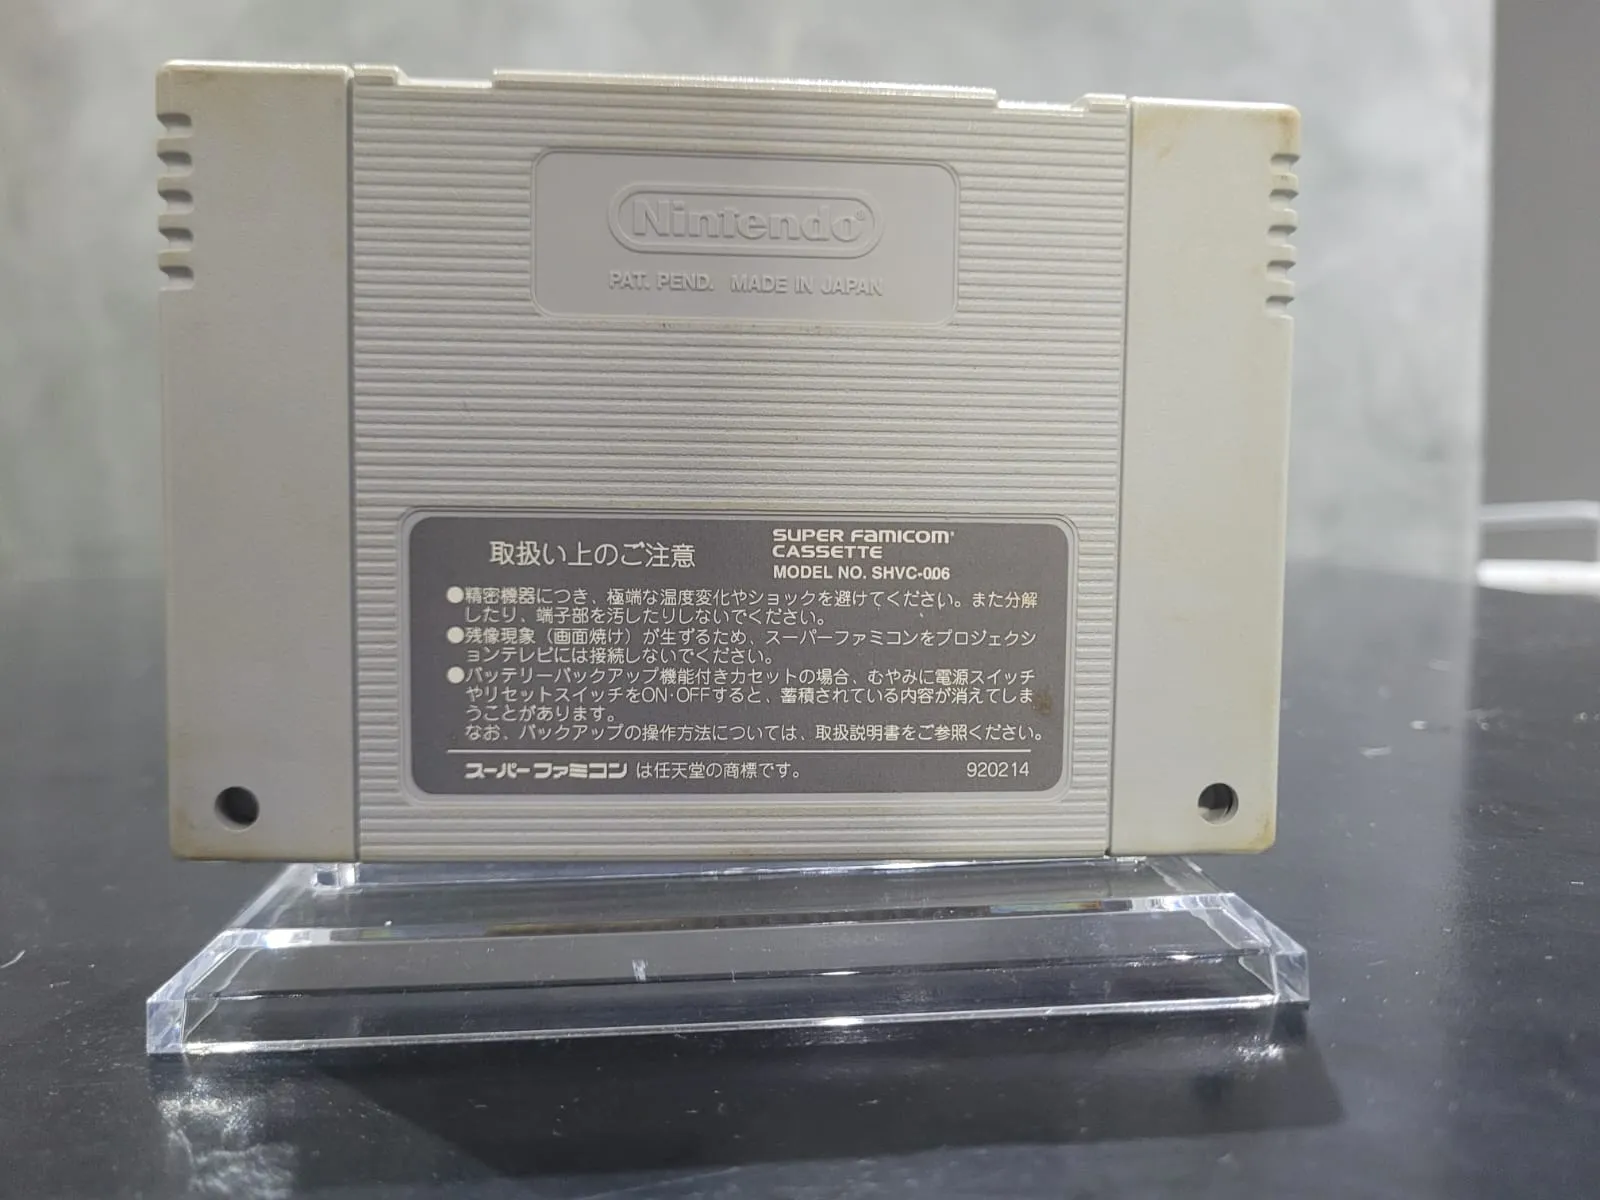 Nintendo®
PAT. PEND. MADE IN JAPAN
取扱い上のご注意
SUPER FAMICOM
CASSETTE
MODEL NO. SHVC-006
●精密機器につき、極端な温度変化やショックを避けてください。また分解
したり、端子部を汚したりしないでください。
●残像現象（画面焼け）が生ずるため、スーパーファミコンをプロジェクシ
ョンテレビには接続しないでください。
●バッテリーバックアップ機能付きカセットの場合、むやみに電源スイッチ
やリセットスイッチをON・OFFすると、蓄積されている内容が消えてしま
うことがあります。
なお、バックアップの操作方法については、取扱説明書をご参照ください。
スーパーファミコン は任天堂の商標です。 920214